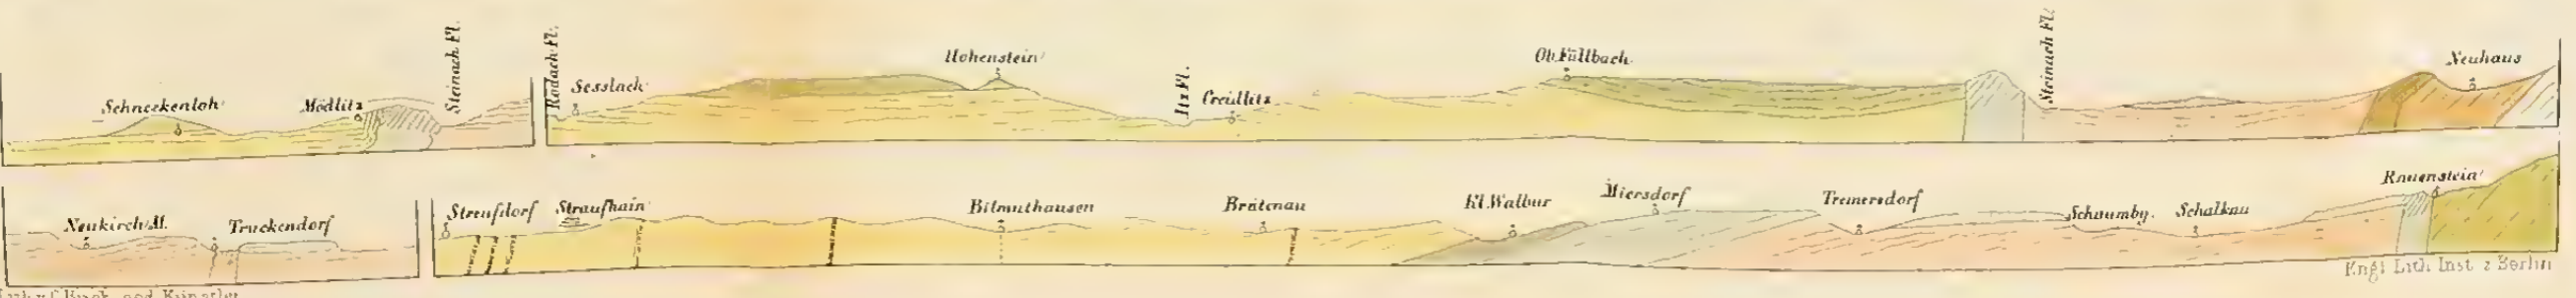 Schneckenloh
Mödlitz
Steinach Fl.
Rodach Fl.
Sesslach
Hohenstein
Itz Fl.
Creidlitz
Ob. Füllbach
Steinach Fl.
Neuhaus
Neukirch M.
Truckendorf
Streufdorf
Straufhain
Bilmuthausen
Brätenau
Kl. Walbur
Miersdorf
Tremersdorf
Schaumbg.
Schalkau
Rauenstein
Engl. Lith. Inst. z Berlin